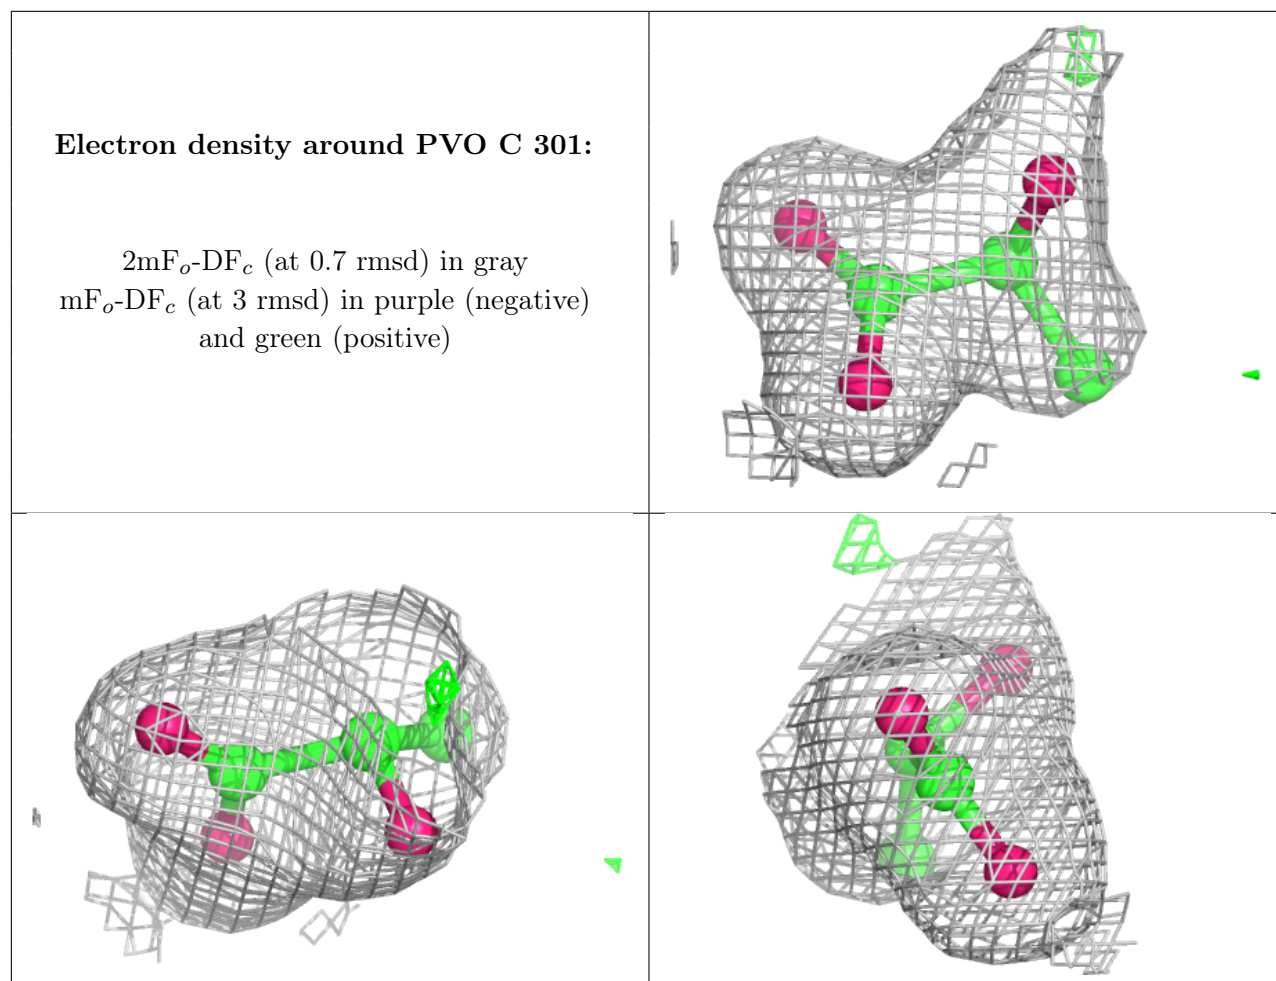 Electron density around PVO C 301:
2mFo-DFc (at 0.7 rmsd) in gray
mFo-DFc (at 3 rmsd) in purple (negative)
and green (positive)